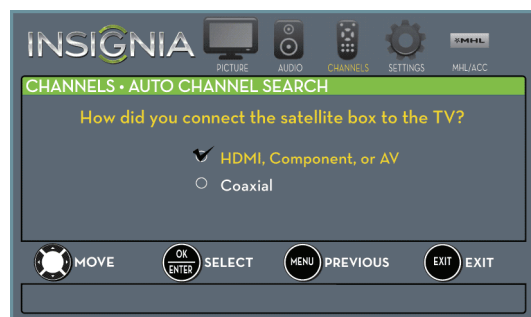 INSIGNIA
PICTURE AUDIO CHANNELS SETTINGS MHL/ACC
MHL
CHANNELS • AUTO CHANNEL SEARCH
How did you connect the satellite box to the TV?
HDMI, Component, or AV
Coaxial
MOVE OK ENTER SELECT MENU PREVIOUS EXIT EXIT